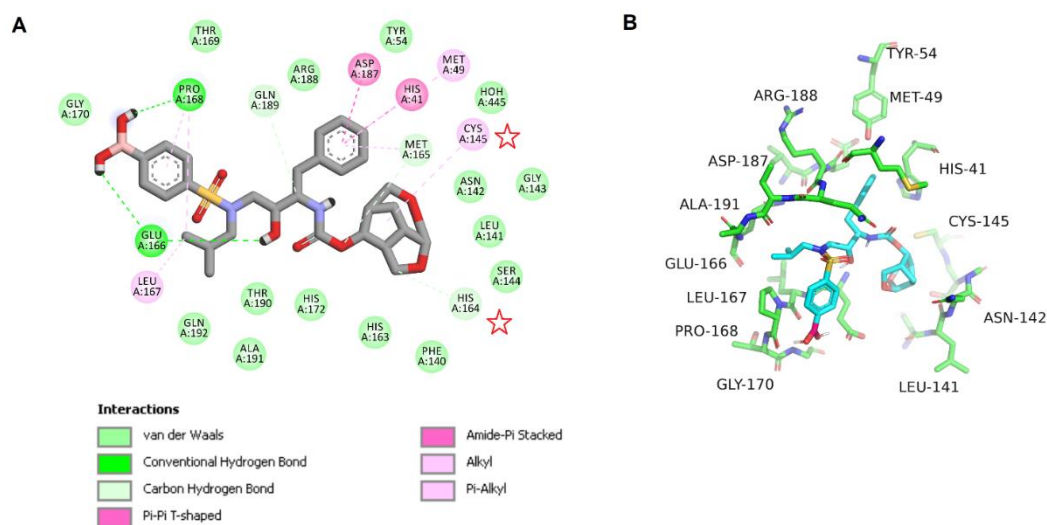 A
THR
A:169
TYR
A:54
ARG
A:188
ASP
A:187
MET
A:49
PRO
A:168
GLN
A:189
HIS
A:41
HOH
A:445
GLY
A:170
CYS
A:145
MET
A:165
ASN
A:142
GLY
A:143
GLU
A:166
LEU
A:141
LEU
A:167
THR
A:190
HIS
A:172
SER
A:144
HIS
A:164
GLN
A:192
HIS
A:163
ALA
A:191
PHE
A:140
Interactions
van der Waals
Conventional Hydrogen Bond
Carbon Hydrogen Bond
Pi-Pi T-shaped
Amide-Pi Stacked
Alkyl
Pi-Alkyl
B
TYR-54
ARG-188
MET-49
ASP-187
HIS-41
ALA-191
CYS-145
GLU-166
LEU-167
ASN-142
PRO-168
GLY-170
LEU-141